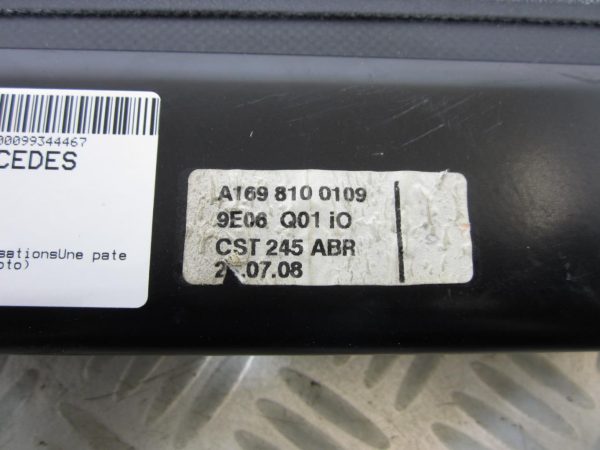 00099344467
CEDES
sationsUne pate
oto)
A169 810 0109
9E06 Q01 iO
CST 245 ABR
.07.08